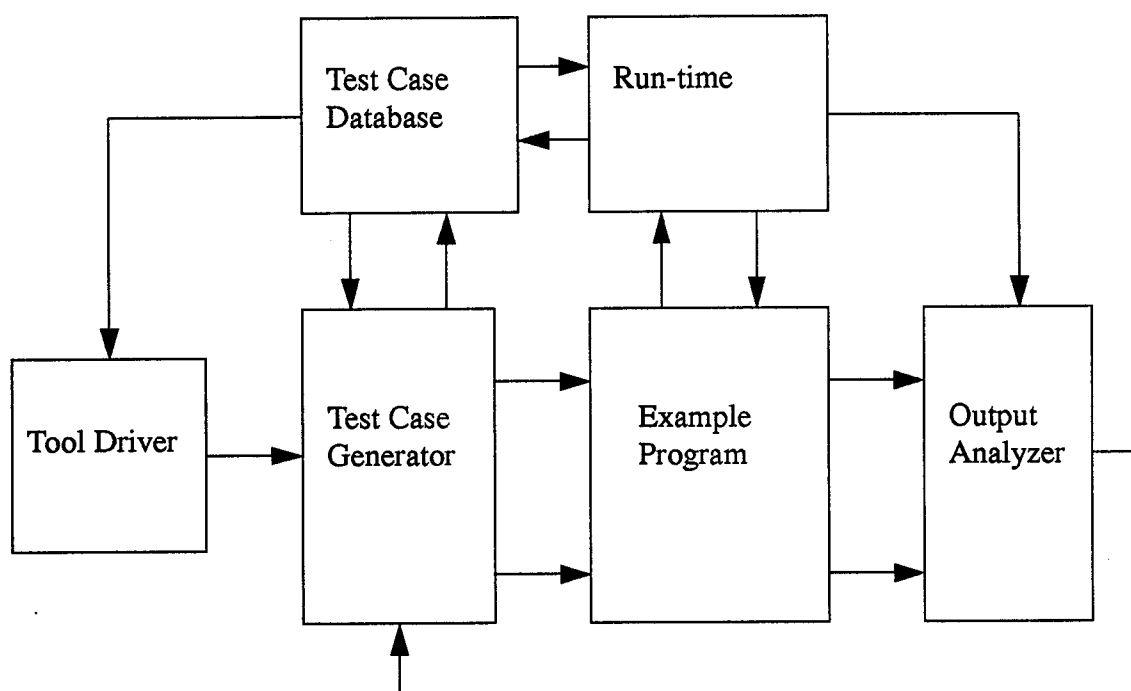 Test Case
Database
Run-time
Tool Driver
Test Case
Generator
Example
Program
Output
Analyzer